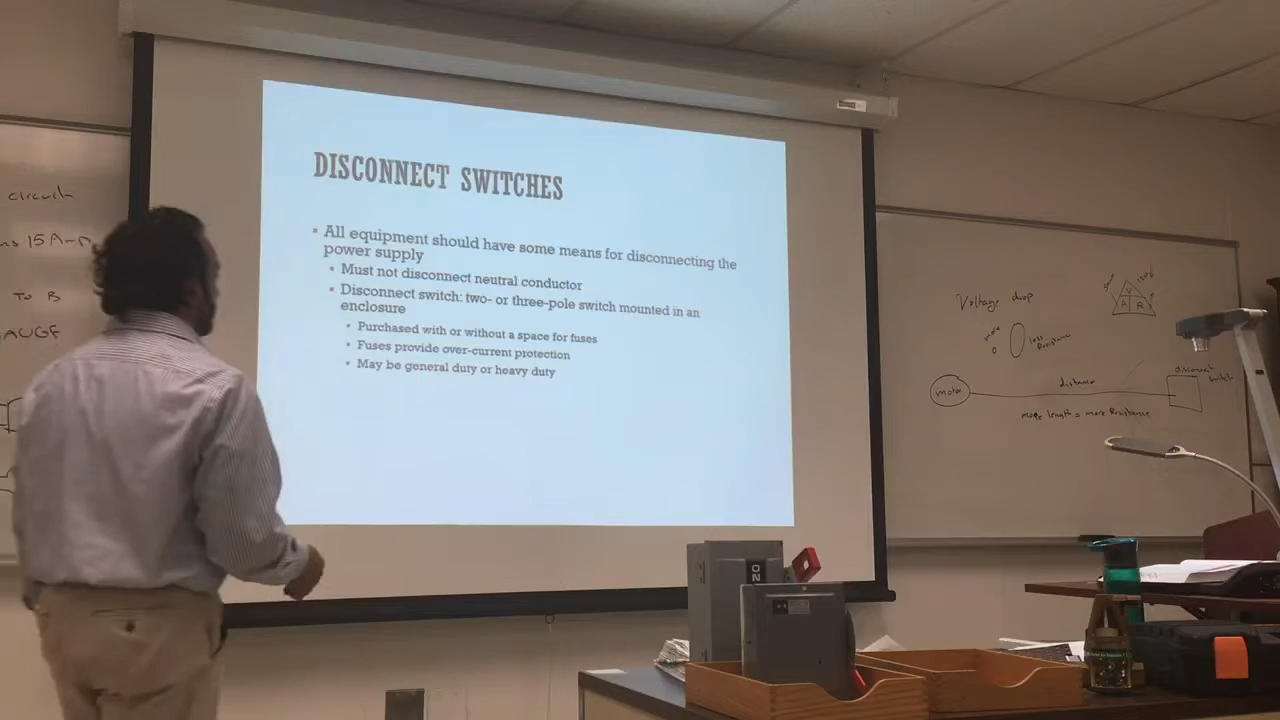 DISCONNECT SWITCHES
▪ All equipment should have some means for disconnecting the
power supply
▪ Must not disconnect neutral conductor
▪ Disconnect switch: two- or three-pole switch mounted in an
enclosure
▪ Purchased with or without a space for fuses
▪ Fuses provide over-current protection
▪ May be general duty or heavy duty
circuit
15 Am
TO B
AUGE
Voltage drop
V
A R
less
Resistance
motor
distance
disconnect
switch
more length = more Resistance